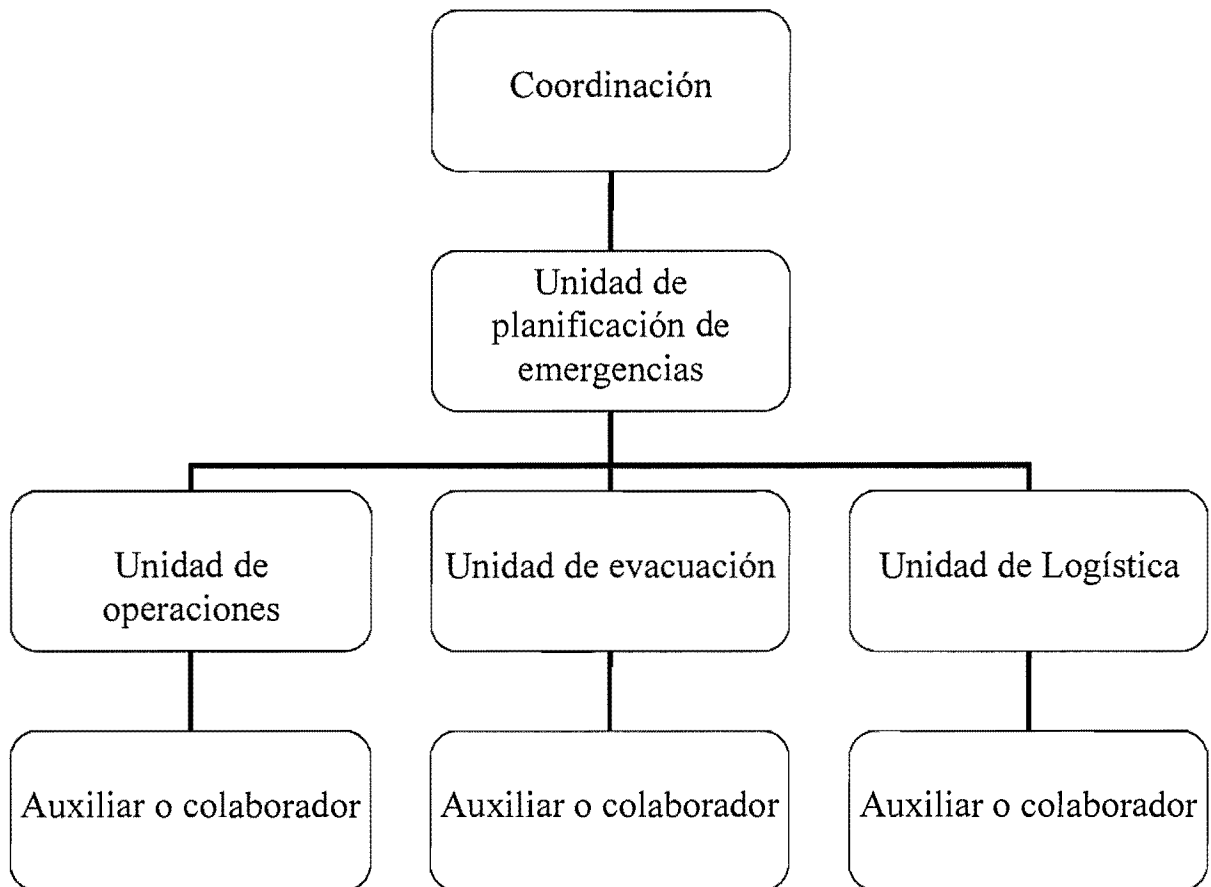 Coordinación
Unidad de
planificación de
emergencias
Unidad de
operaciones
Unidad de evacuación
Unidad de Logística
Auxiliar o colaborador
Auxiliar o colaborador
Auxiliar o colaborador